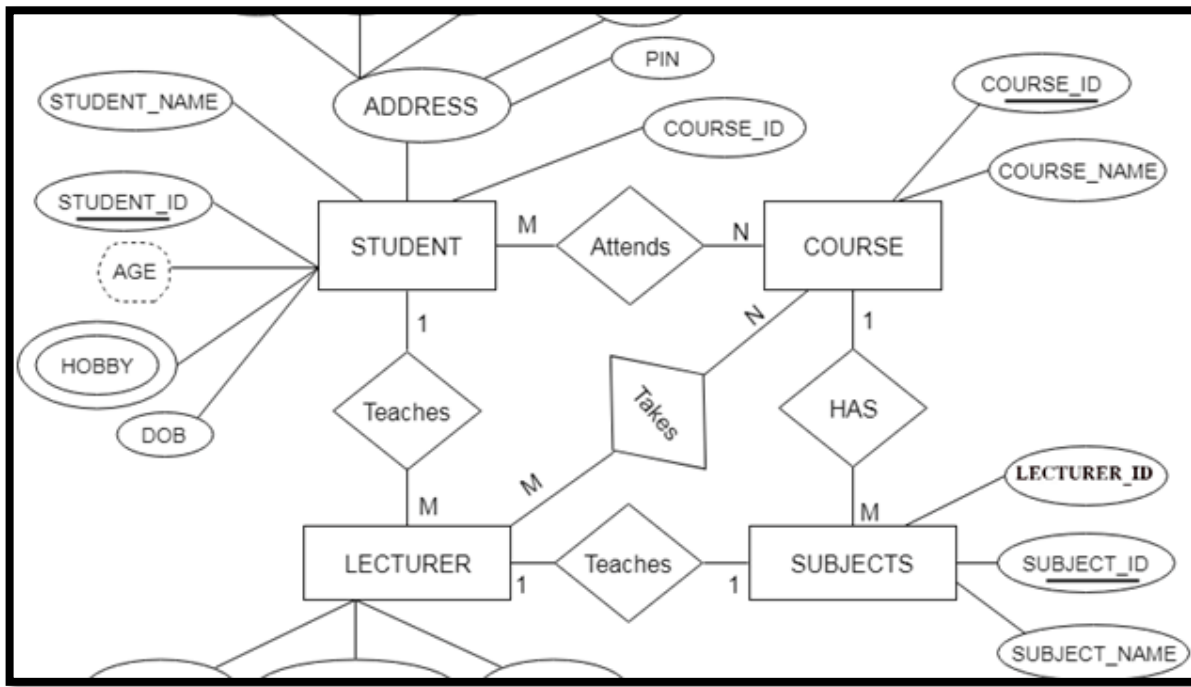 PIN
STUDENT_NAME
ADDRESS
COURSE_ID
COURSE_ID
COURSE_NAME
STUDENT_ID
STUDENT
M
Attends
N
COURSE
AGE
1
N
1
HOBBY
Teaches
Takes
HAS
DOB
M
M
M
LECTURER_ID
LECTURER
1
Teaches
1
SUBJECTS
SUBJECT_ID
SUBJECT_NAME